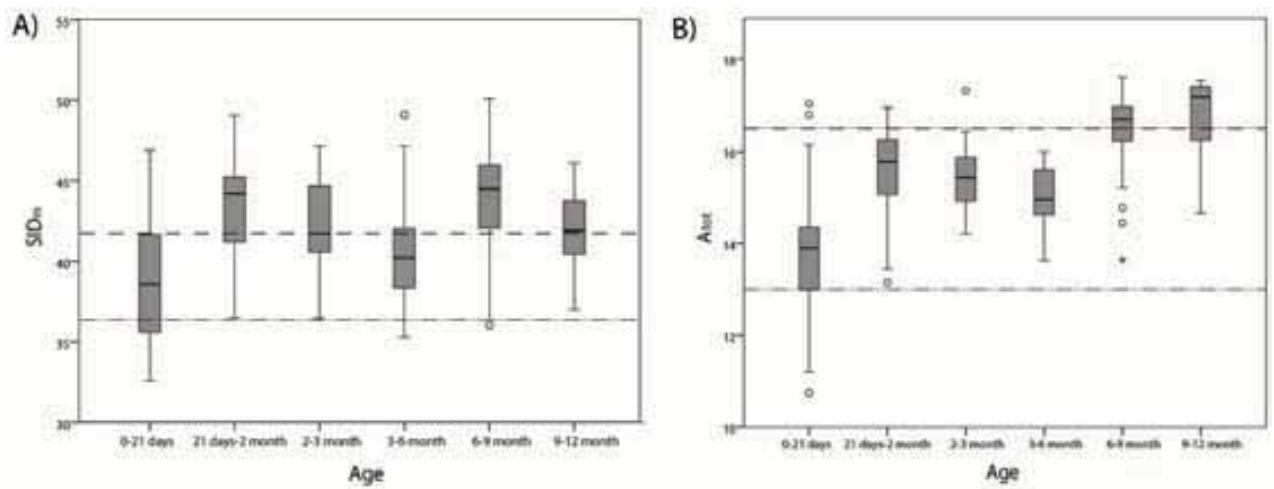 A)
SIDm
55
50
45
40
35
30
0-21 days 21 days-2 month 2-3 month 3-6 month 6-9 month 9-12 month
Age
B)
Atot
18
16
14
12
10
0-21 days 21 days-2 month 2-3 month 3-6 month 6-9 month 9-12 month
Age